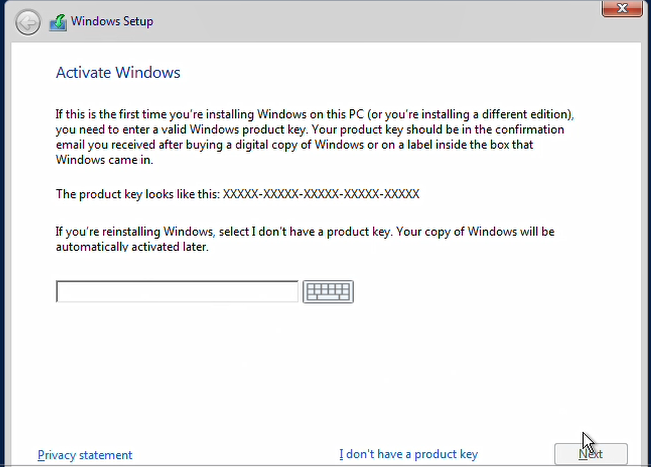 Windows Setup
Activate Windows
If this is the first time you're installing Windows on this PC (or you're installing a different edition),
you need to enter a valid Windows product key. Your product key should be in the confirmation
email you received after buying a digital copy of Windows or on a label inside the box that
Windows came in.
The product key looks like this: XXXXX-XXXXX-XXXXX-XXXXX-XXXXX
If you're reinstalling Windows, select I don't have a product key. Your copy of Windows will be
automatically activated later.
Privacy statement
I don't have a product key
Next